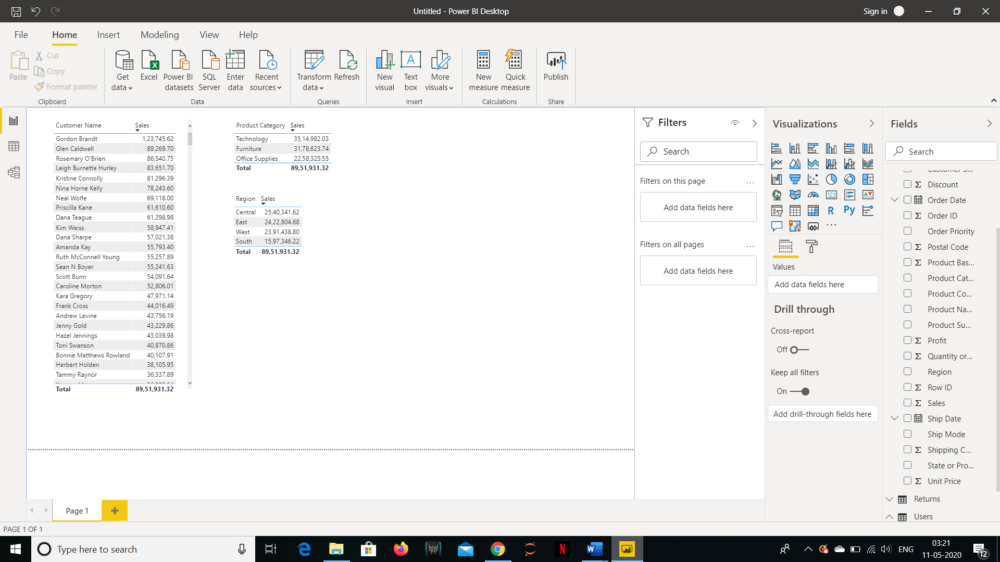 Untitled - Power BI Desktop
Sign in
File Home Insert Modeling View Help
Paste
Cut
Copy
Format painter
Clipboard
Get data
Excel
Power BI datasets
SQL Server
Enter data
Recent sources
Data
Transform data
Refresh
Queries
New visual
Text box
More visuals
Insert
New measure
Quick measure
Calculations
Publish
Share
Customer Name Sales
Gordon Brandt 1,23,745.62
Glen Caldwell 89,269.70
Rosemary O'Brien 86,540.75
Leigh Burnette Hurley 83,651.70
Kristine Connolly 81,296.39
Nina Horne Kelly 78,243.60
Neal Wolfe 69,118.00
Priscilla Kane 61,610.60
Dana Teague 61,298.98
Kim Weiss 58,947.41
Dana Sharpe 57,021.38
Amanda Kay 55,793.40
Ruth McConnell Young 55,257.89
Sean N Boyer 55,241.63
Scott Bunn 54,091.64
Caroline Morton 52,806.01
Kara Gregory 47,971.14
Frank Cross 44,016.49
Andrew Levine 43,756.19
Jenny Gold 43,229.86
Hazel Jennings 43,039.98
Toni Swanson 40,870.86
Bonnie Matthews Rowland 40,107.91
Herbert Holden 38,105.95
Tammy Raynor 36,337.89
Total 89,51,931.32
Product Category Sales
Technology 35,14,982.03
Furniture 31,78,623.74
Office Supplies 22,58,325.55
Total 89,51,931.32
Region Sales
Central 25,40,341.62
East 24,22,804.68
West 23,91,438.80
South 15,97,346.22
Total 89,51,931.32
Filters
Search
Filters on this page ...
Add data fields here
Filters on all pages ...
Add data fields here
Visualizations
123
R Py
...
Values
Add data fields here
Drill through
Cross-report
Off
Keep all filters
On
Add drill-through fields here
Fields
Search
Customer S...
Σ Discount
Order Date
Σ Order ID
Order Priority
Σ Postal Code
Σ Product Bas...
Product Cat...
Product Co...
Product Na...
Product Su...
Σ Profit
Σ Quantity or...
Region
Σ Row ID
Σ Sales
Ship Date
Ship Mode
Σ Shipping C...
State or Pro...
Σ Unit Price
Returns
Users
Page 1
PAGE 1 OF 1
Type here to search
ENG
03:21
11-05-2020
12